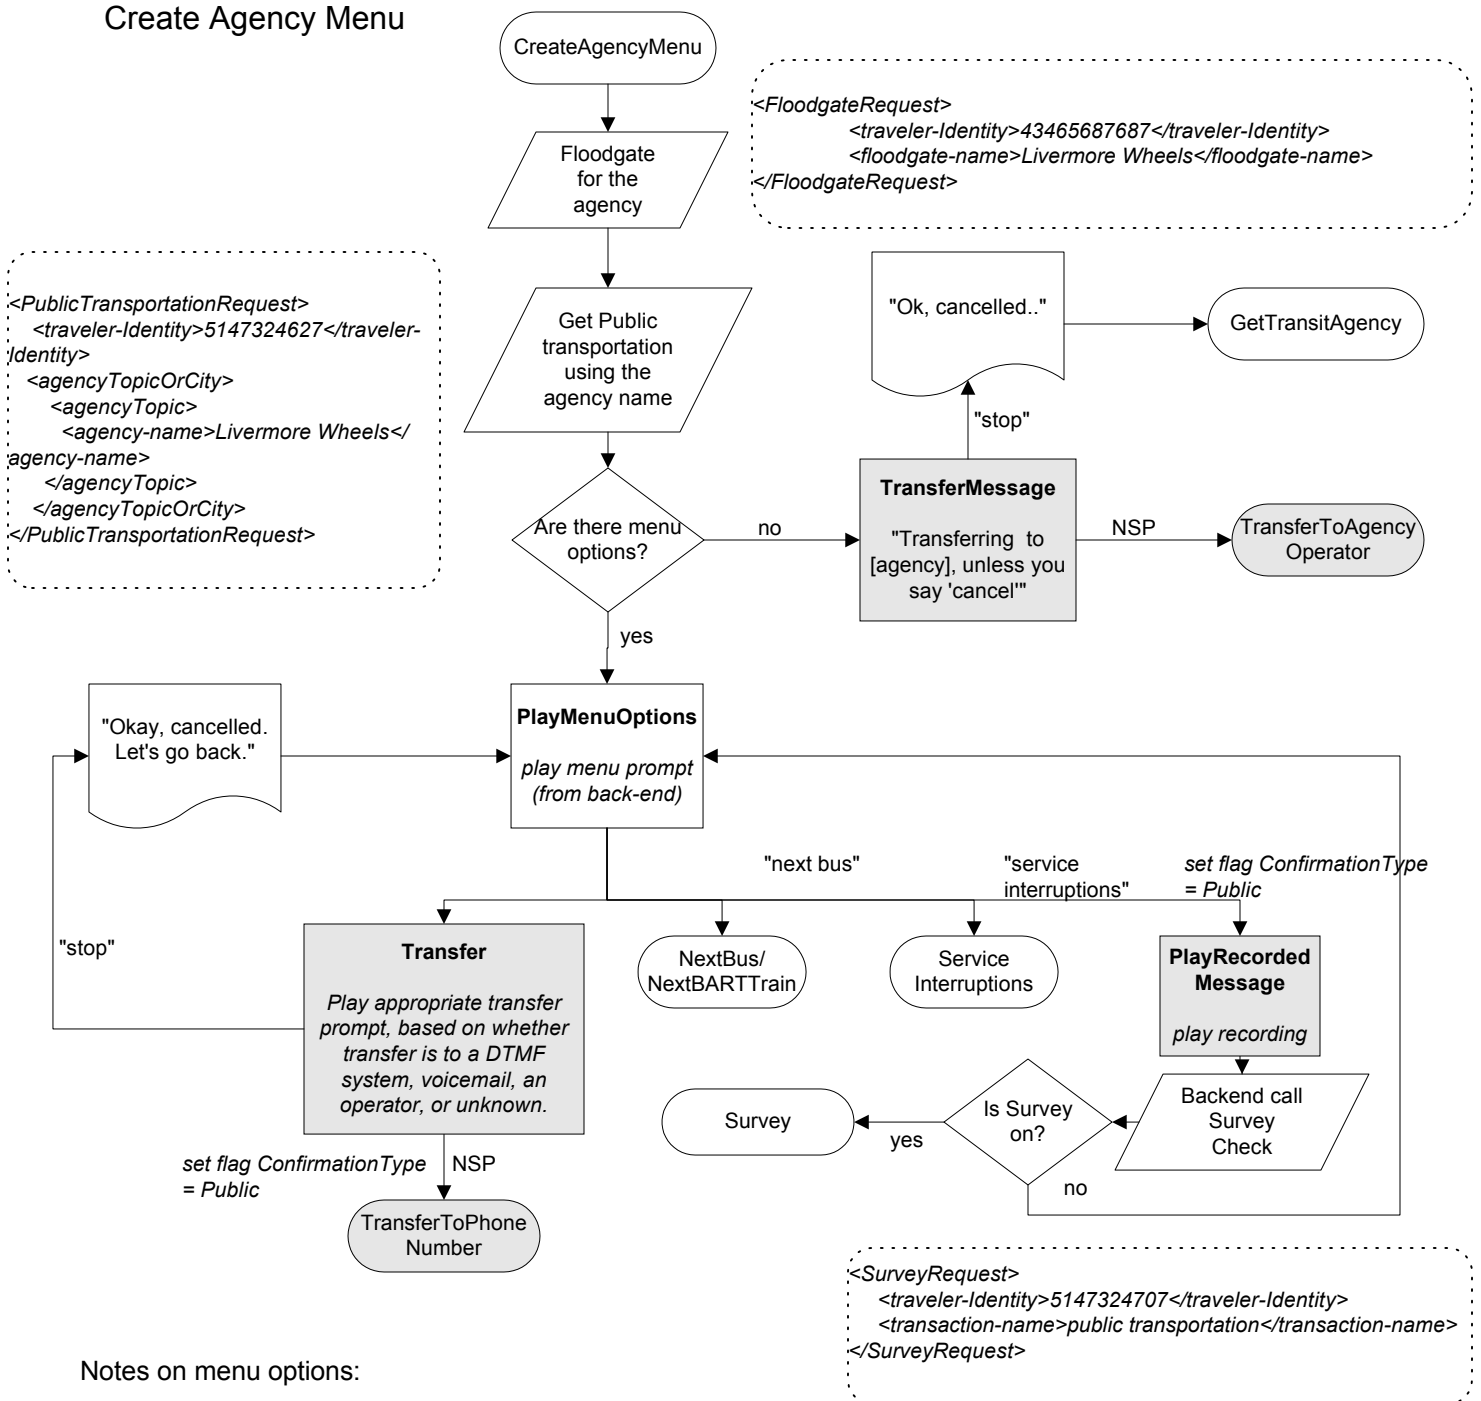 Create Agency Menu
CreateAgencyMenu
<FloodgateRequest>
<traveler-Identity>43465687687</traveler-Identity>
<floodgate-name>Livermore Wheels</floodgate-name>
</FloodgateRequest>
Floodgate
for the
agency
<PublicTransportationRequest>
<traveler-Identity>5147324627</traveler-
Identity>
<agencyTopicOrCity>
<agencyTopic>
<agency-name>Livermore Wheels</
agency-name>
</agencyTopic>
</agencyTopicOrCity>
</PublicTransportationRequest>
Get Public
transportation
using the
agency name
"Ok, cancelled.."
GetTransitAgency
"stop"
Are there menu
options?
no
TransferMessage
"Transferring to
[agency], unless you
say 'cancel'"
NSP
TransferToAgency
Operator
yes
"Okay, cancelled.
Let's go back."
PlayMenuOptions
play menu prompt
(from back-end)
"next bus"
"service
interruptions"
set flag ConfirmationType
= Public
"stop"
Transfer
Play appropriate transfer
prompt, based on whether
transfer is to a DTMF
system, voicemail, an
operator, or unknown.
NextBus/
NextBARTTrain
Service
Interruptions
PlayRecorded
Message
play recording
Survey
yes
Is Survey
on?
Backend call
Survey
Check
no
set flag ConfirmationType
= Public
NSP
TransferToPhone
Number
<SurveyRequest>
<traveler-Identity>5147324707</traveler-Identity>
<transaction-name>public transportation</transaction-name>
</SurveyRequest>
Notes on menu options: